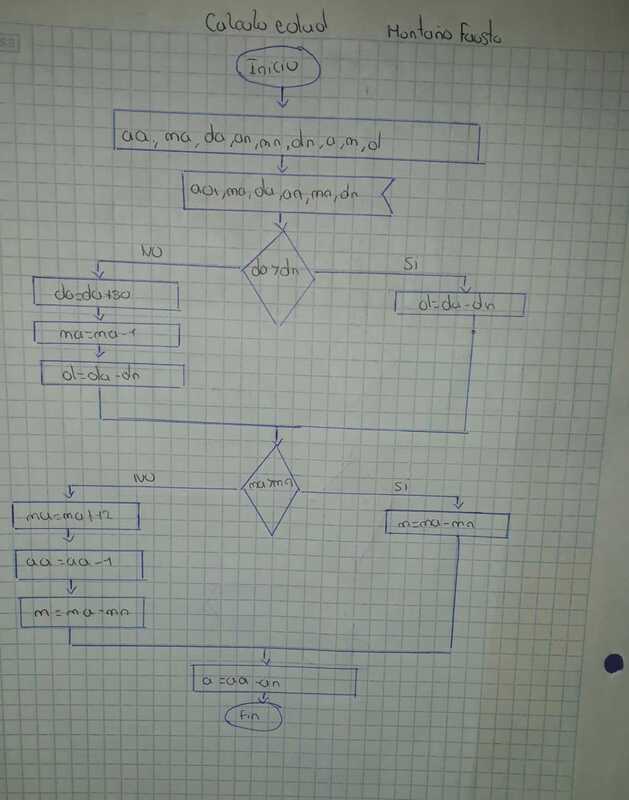 Calculo edad Montaño Fausto
Inicio
aa, ma, da, an, mn, dn, a, m, d
aa, ma, da, an, mn, dn
da>dn
NO
SI
da=da+30
d=da-dn
ma=ma-1
d=da-dn
ma>mn
NO
SI
ma=ma+12
m=ma-mn
aa=aa-1
m=ma-mn
a=aa-an
Fin